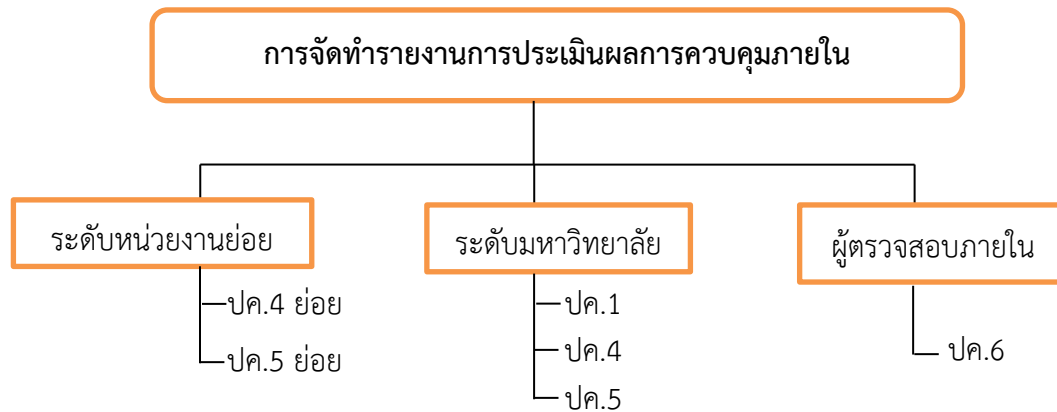 การจัดทำรายงานการประเมินผลการควบคุมภายใน
ระดับหน่วยงานย่อย
ปค.4 ย่อย
ปค.5 ย่อย
ระดับมหาวิทยาลัย
ปค.1
ปค.4
ปค.5
ผู้ตรวจสอบภายใน
ปค.6